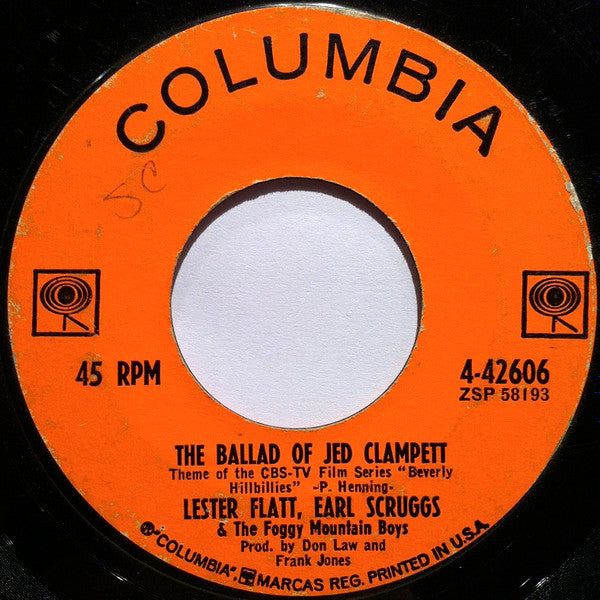 COLUMBIA
SC
45 RPM
4-42606
ZSP 58193
THE BALLAD OF JED CLAMPETT
Theme of the CBS-TV Film Series "Beverly
Hillbillies" -P. Henning-
LESTER FLATT, EARL SCRUGGS
& The Foggy Mountain Boys
Prod. by Don Law and
Frank Jones
® "COLUMBIA", MARCAS REG. PRINTED IN U.S.A.